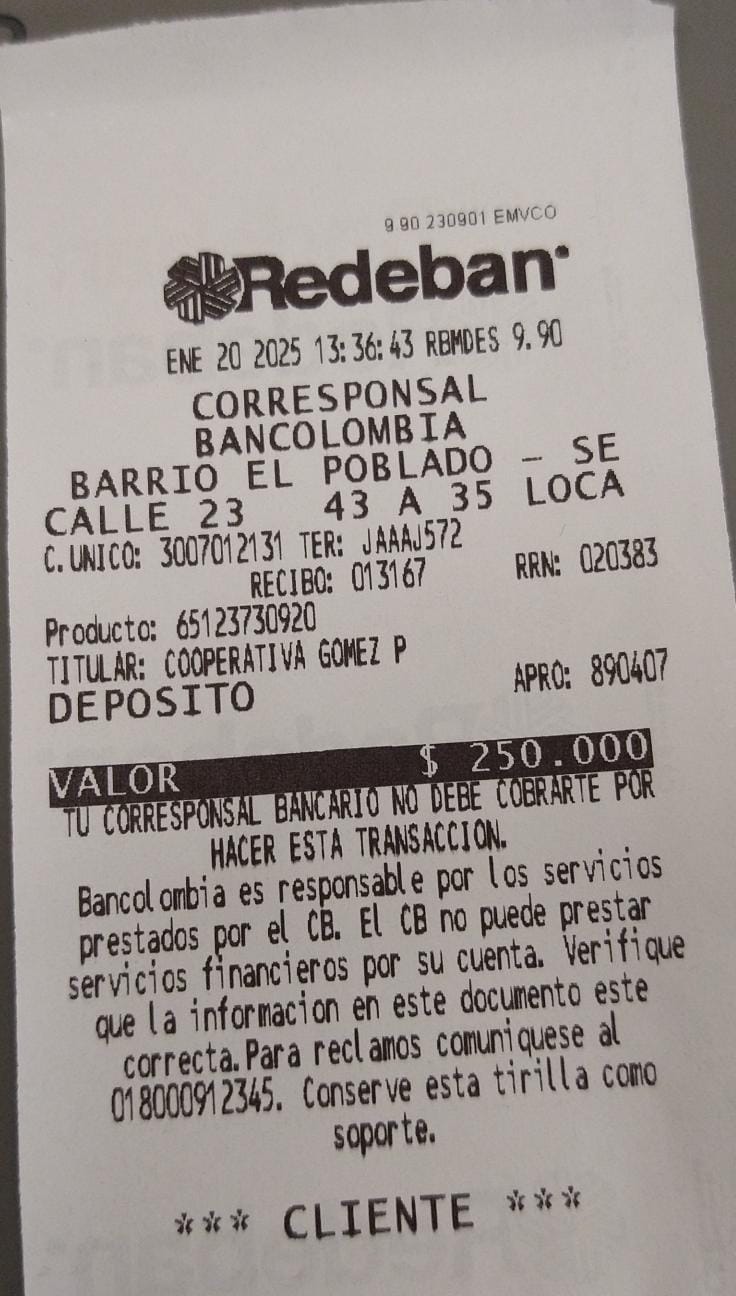 9.90 230901 EMVCO
Redeban
ENE 20 2025 13:36:43 RBMDES 9.90
CORRESPONSAL
BANCOLOMBIA
BARRIO EL POBLADO - SE
CALLE 23 43 A 35 LOCA
C.UNICO: 3007012131 TER: JAAAJ572
RECIBO: 013167 RRN: 020383
Producto: 65123730920
TITULAR: COOPERATIVA GOMEZ P
DEPOSITO APRO: 890407
VALOR $ 250.000
TU CORRESPONSAL BANCARIO NO DEBE COBRARTE POR
HACER ESTA TRANSACCION.
Bancolombia es responsable por los servicios
prestados por el CB. El CB no puede prestar
servicios financieros por su cuenta. Verifique
que la informacion en este documento este
correcta.Para reclamos comuniquese al
018000912345. Conserve esta tirilla como
soporte.
*** CLIENTE ***